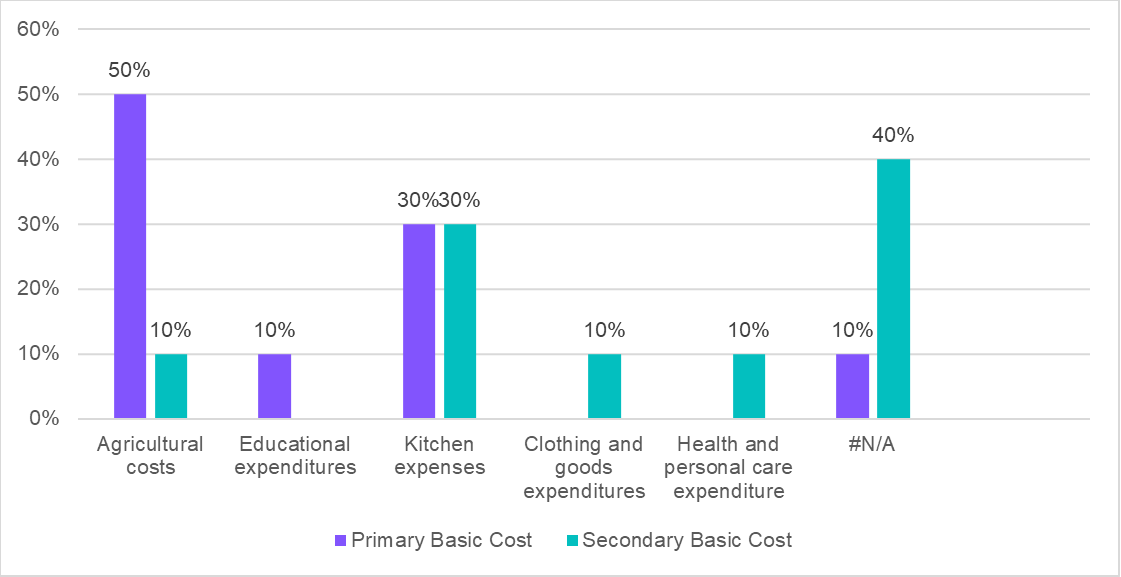 60%
50%
50%
40%
40%
30%30%
30%
20%
10%
10%
10%
10%
10%
10%
0%
Agricultural
costs
Educational
expenditures
Kitchen
expenses
Clothing and
goods
expenditures
Health and
personal care
expenditure
#N/A
Primary Basic Cost
Secondary Basic Cost